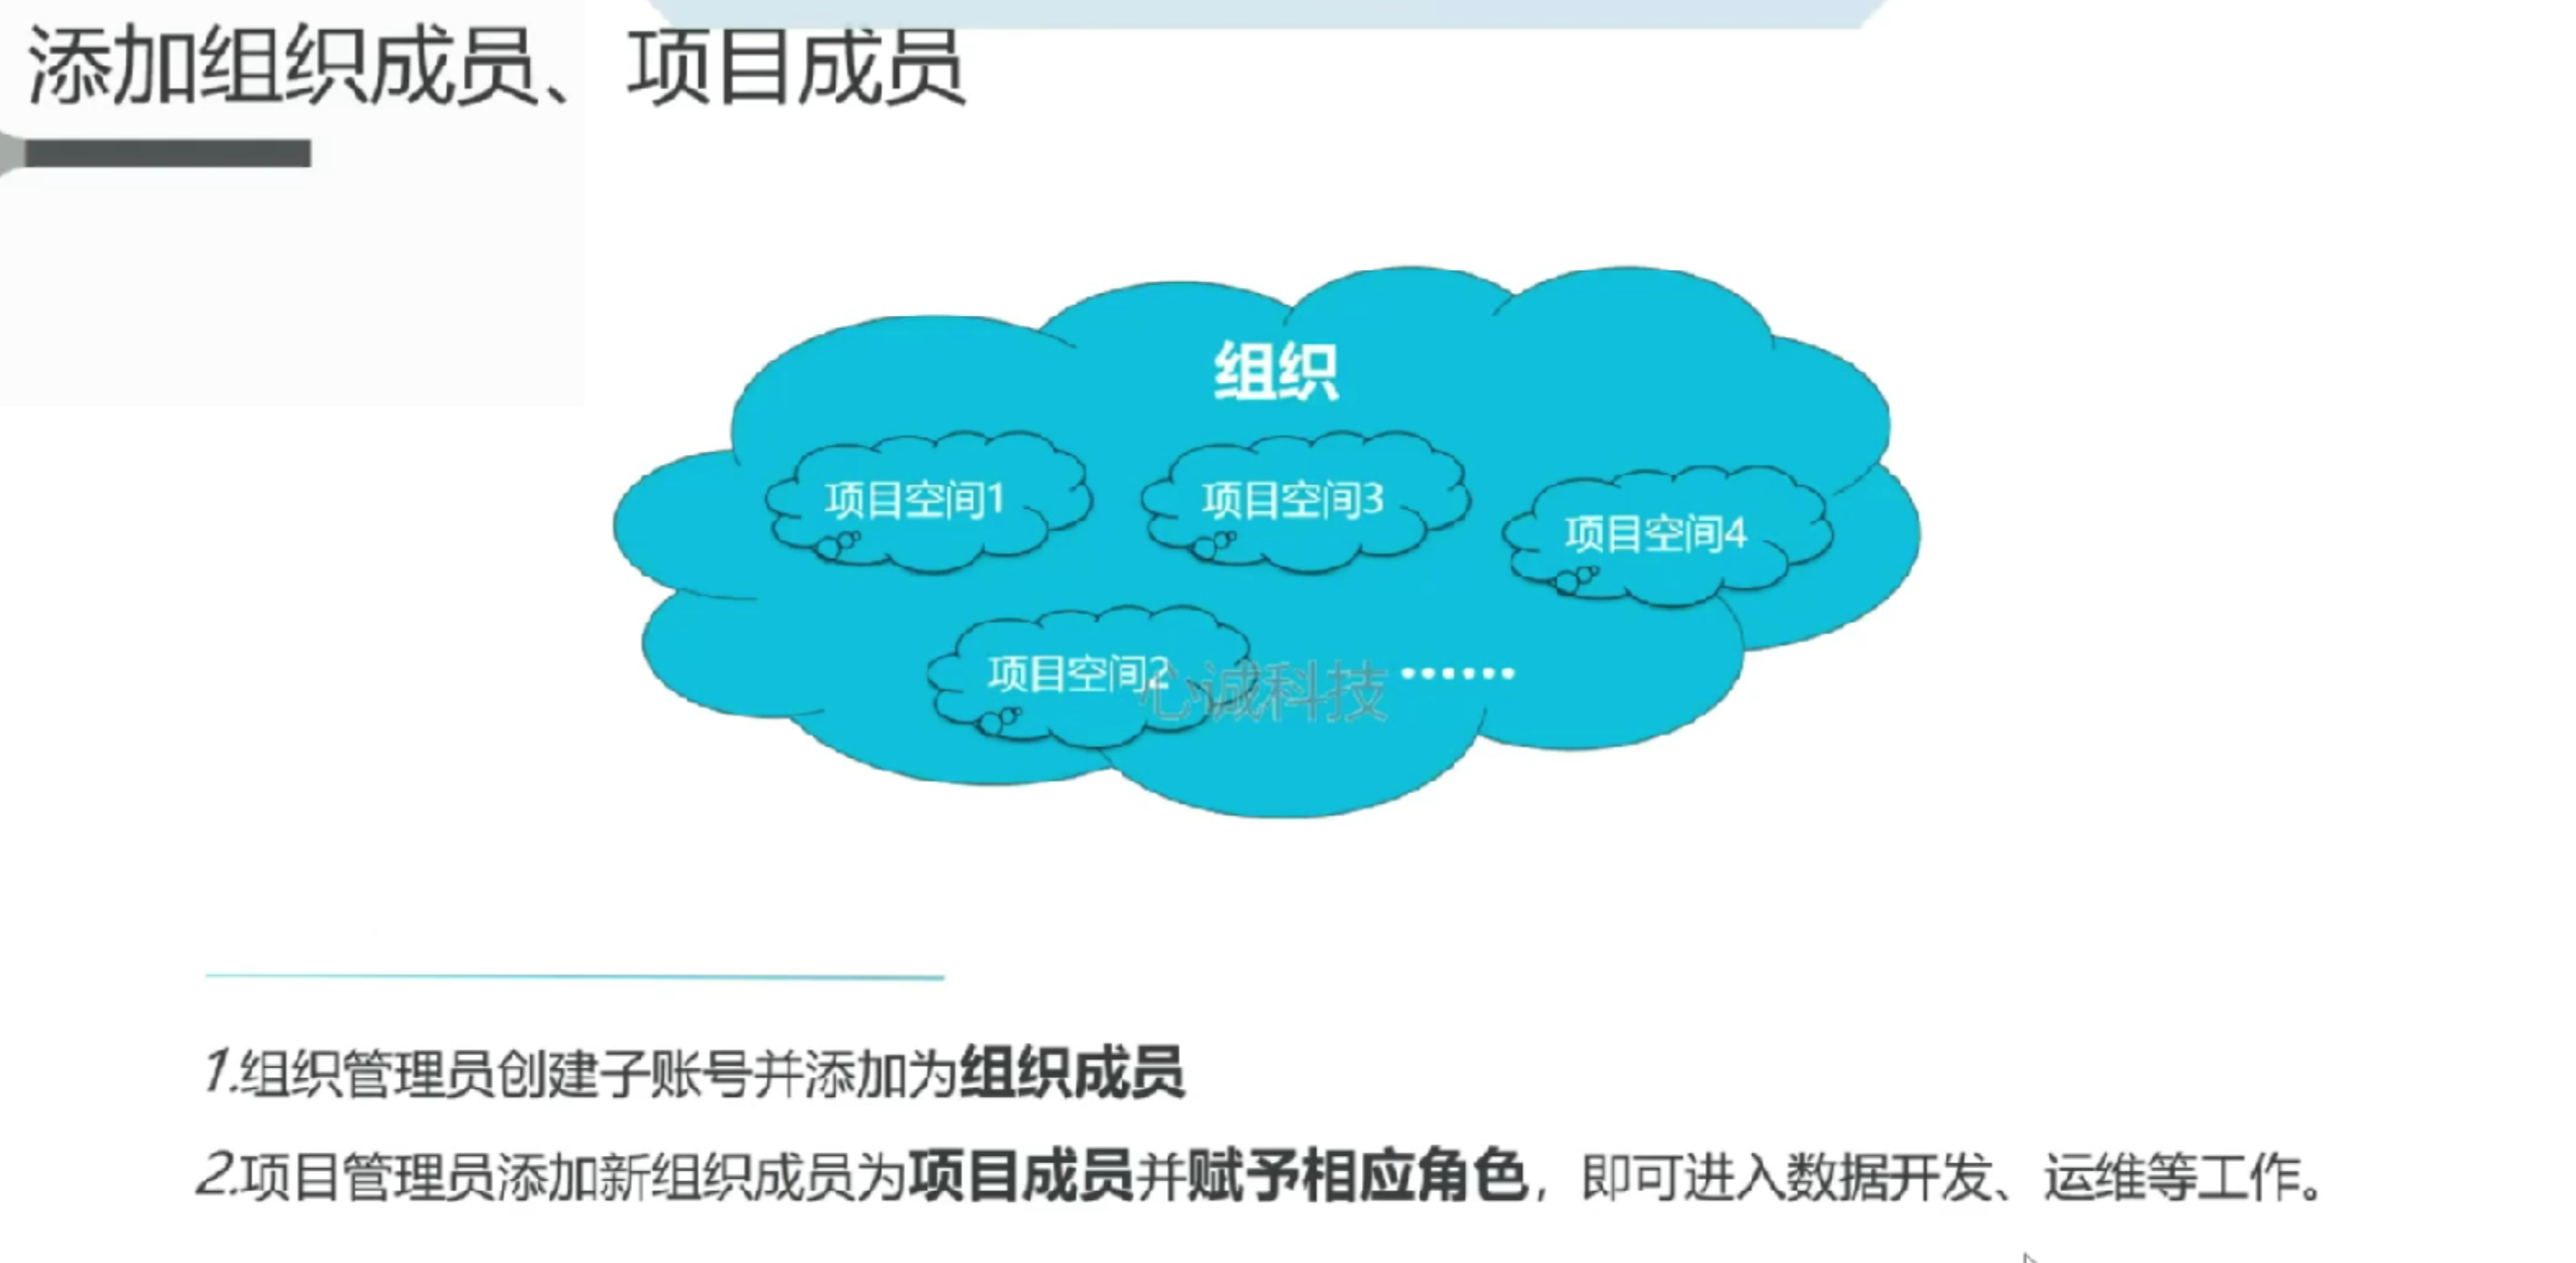 添加组织成员、 项目成员
组织
项目空间1
项目空间3
项目空间4
项目空间2
心诚科技
······
1.组织管理员创建子账号并添加为组织成员
2.项目管理员添加新组织成员为项目成员并赋予相应角色，即可进入数据开发、运维等工作。